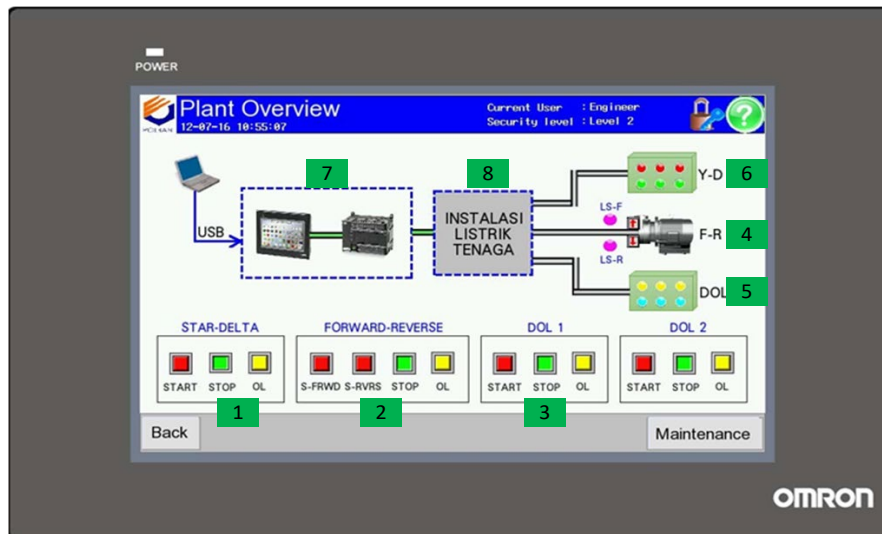 POWER
Plant Overview
12-07-16 10:55:07
Current User : Engineer
Security level : Level 2
?
7
8
6
Y-D
USB
INSTALASI
LISTRIK
TENAGA
LS-F
F-R
4
LS-R
DOL
5
STAR-DELTA
FORWARD-REVERSE
DOL 1
DOL 2
START STOP OL
S-FRWD S-RVRS STOP OL
START STOP OL
START STOP OL
1
2
3
Back
Maintenance
OMRON